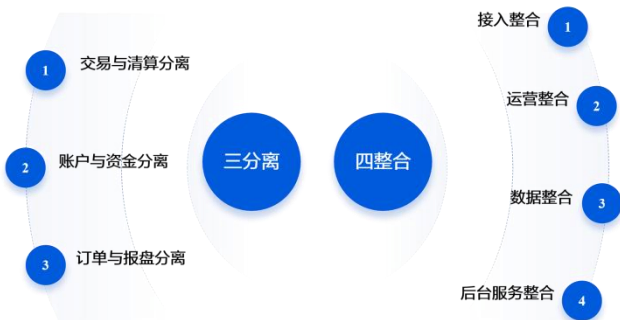 1
交易与清算分离
2
账户与资金分离
3
订单与报盘分离
三分离
四整合
接入整合
1
运营整合
2
数据整合
3
后台服务整合
4